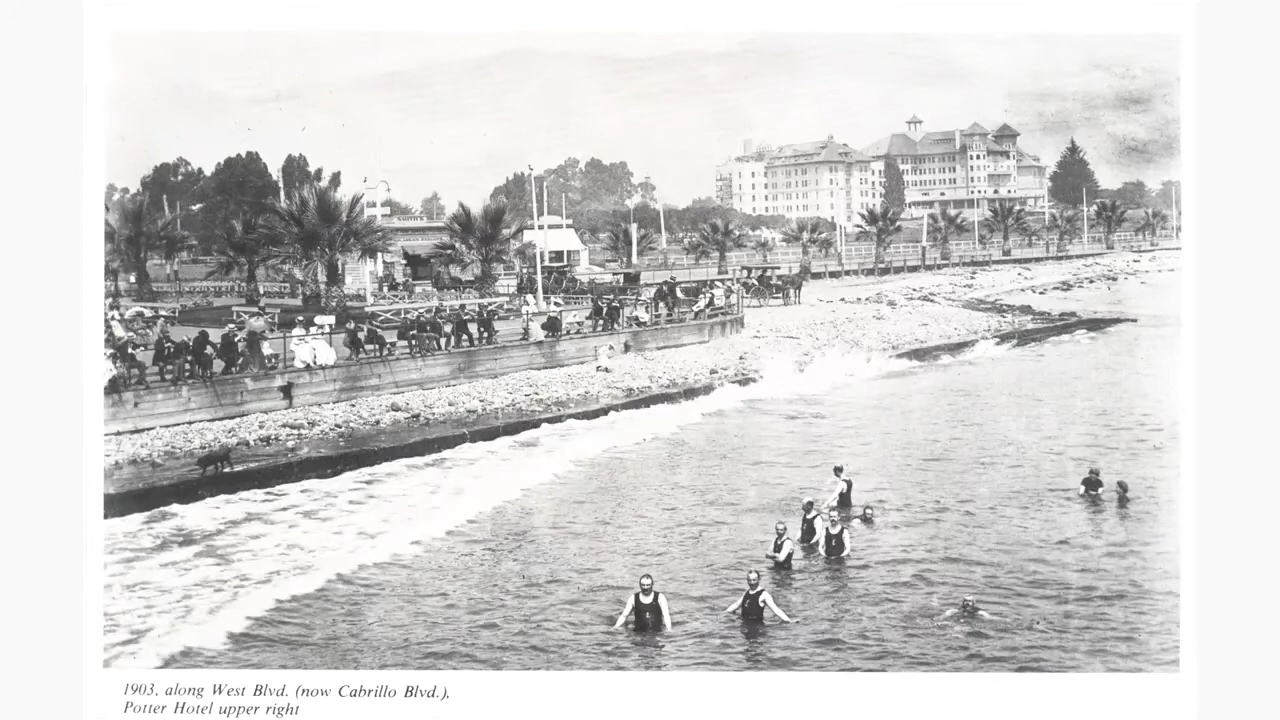 1903, along West Blvd. (now Cabrillo Blvd.),
Potter Hotel upper right